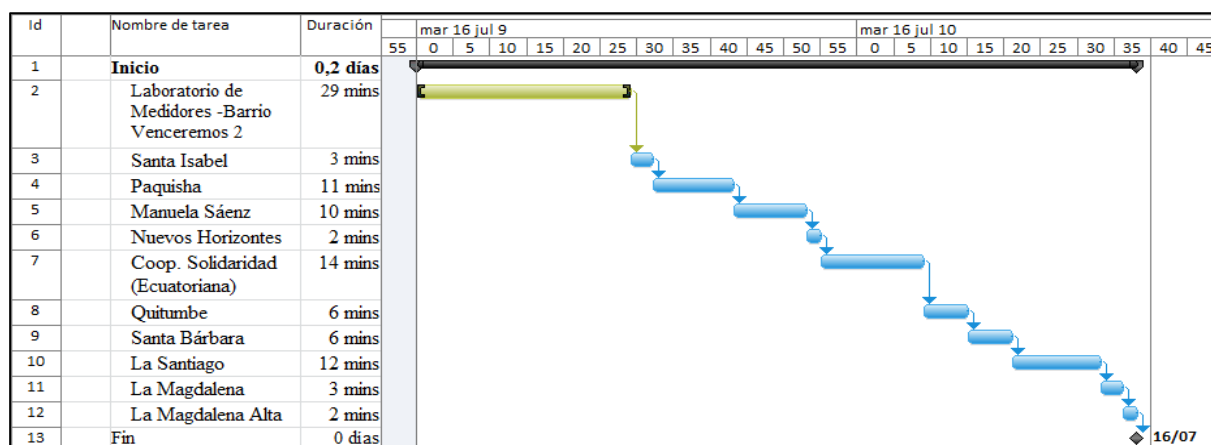 Id Nombre de tarea Duración mar 16 jul 9 mar 16 jul 10
55 0 5 10 15 20 25 30 35 40 45 50 55 0 5 10 15 20 25 30 35 40 45
1 Inicio 0,2 días
2 Laboratorio de 29 mins
Medidores -Barrio
Venceremos 2
3 Santa Isabel 3 mins
4 Paquisha 11 mins
5 Manuela Sáenz 10 mins
6 Nuevos Horizontes 2 mins
7 Coop. Solidaridad 14 mins
(Ecuatoriana)
8 Quitumbe 6 mins
9 Santa Bárbara 6 mins
10 La Santiago 12 mins
11 La Magdalena 3 mins
12 La Magdalena Alta 2 mins
13 Fin 0 días 16/07